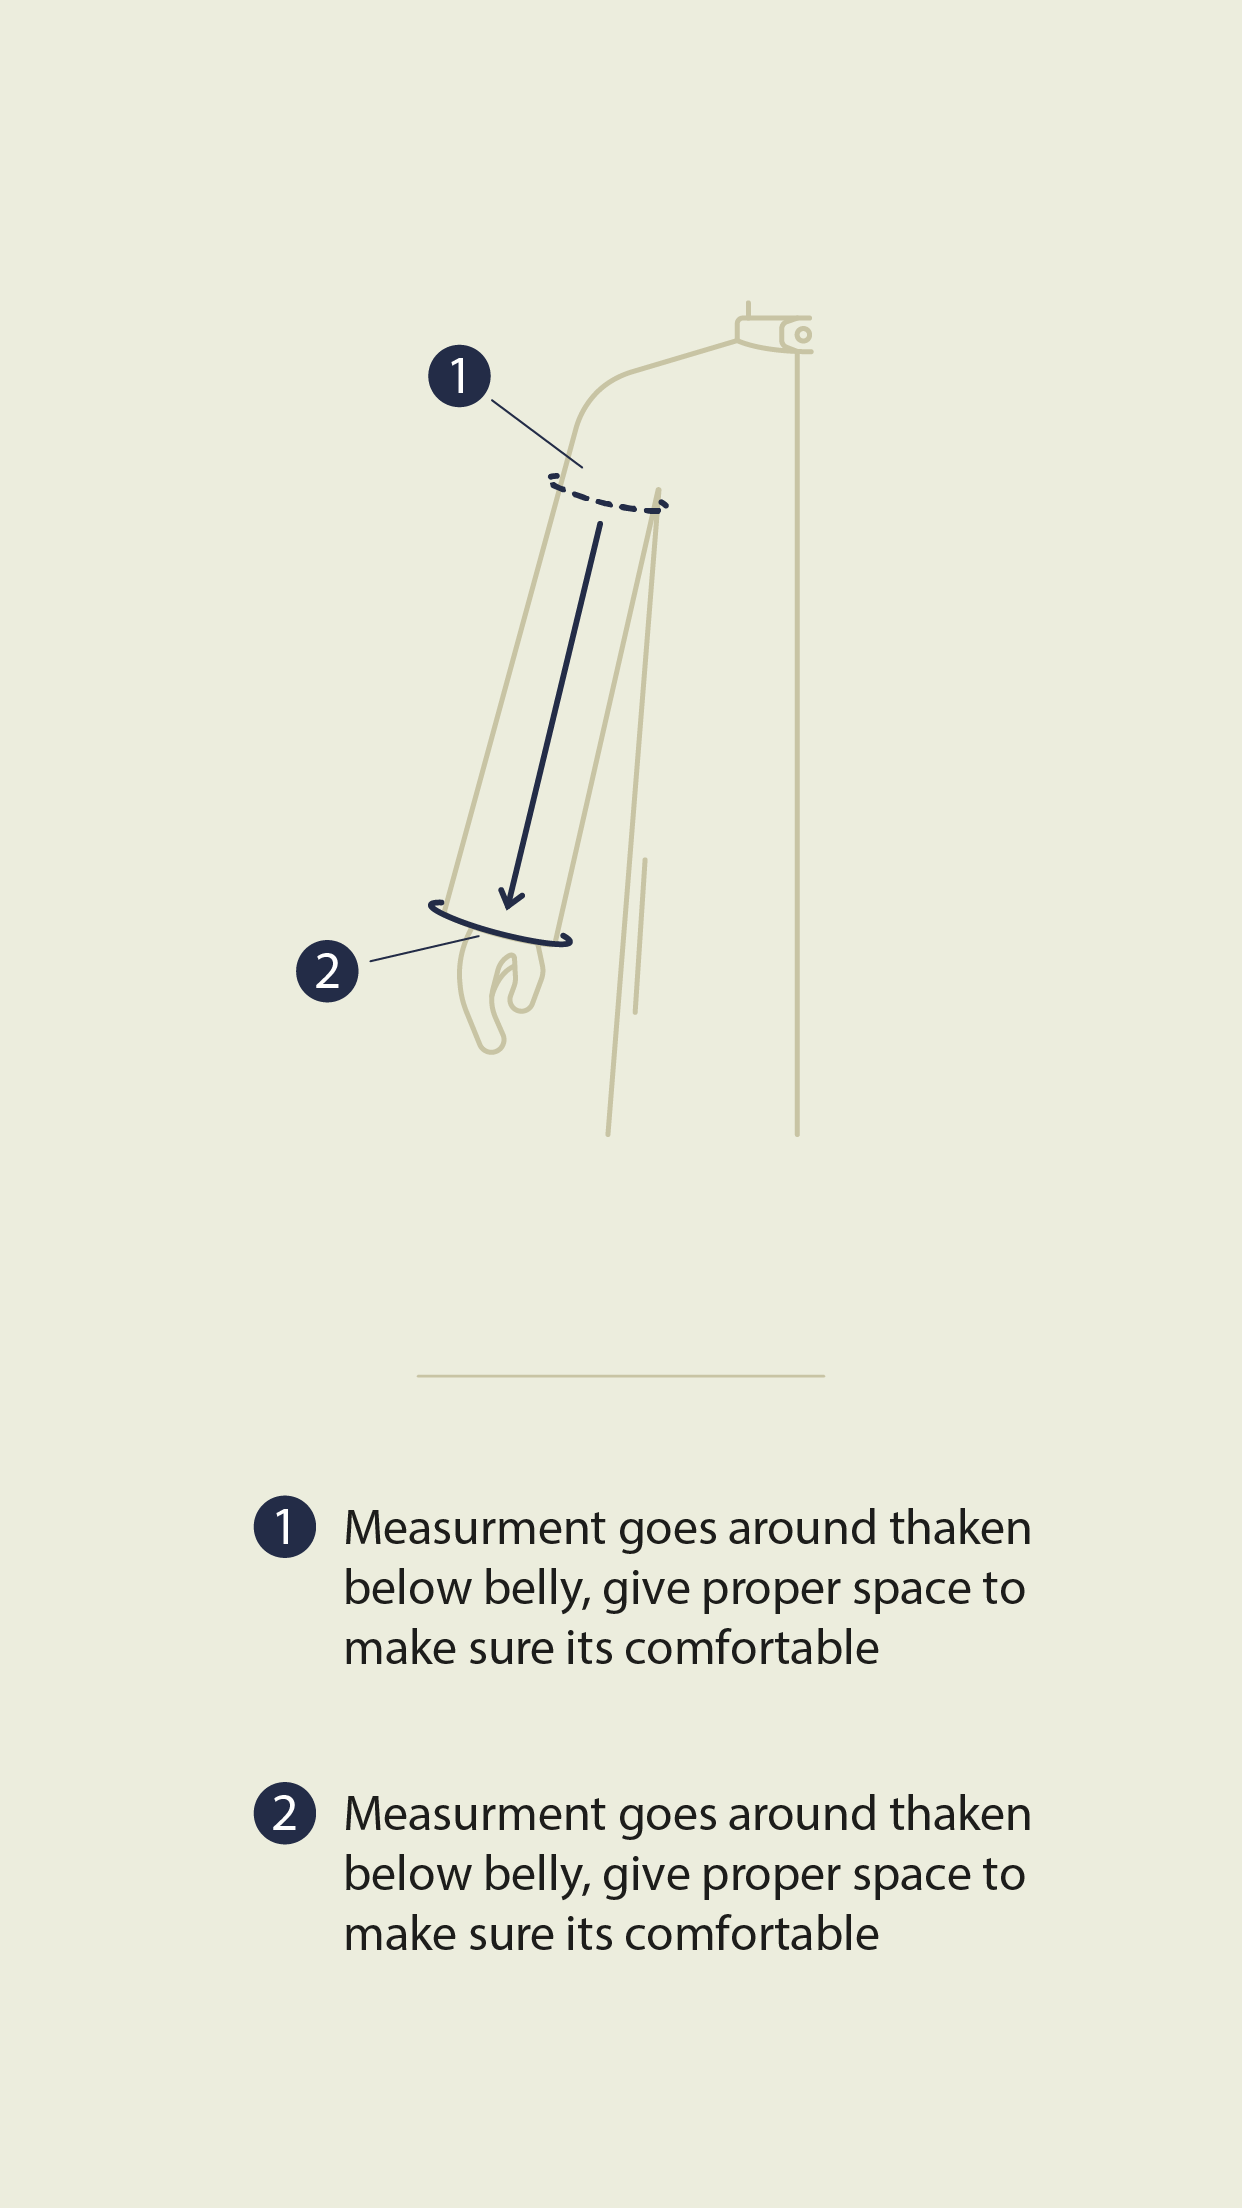 1
2
1 Measurment goes around thaken
below belly, give proper space to
make sure its comfortable
2 Measurment goes around thaken
below belly, give proper space to
make sure its comfortable